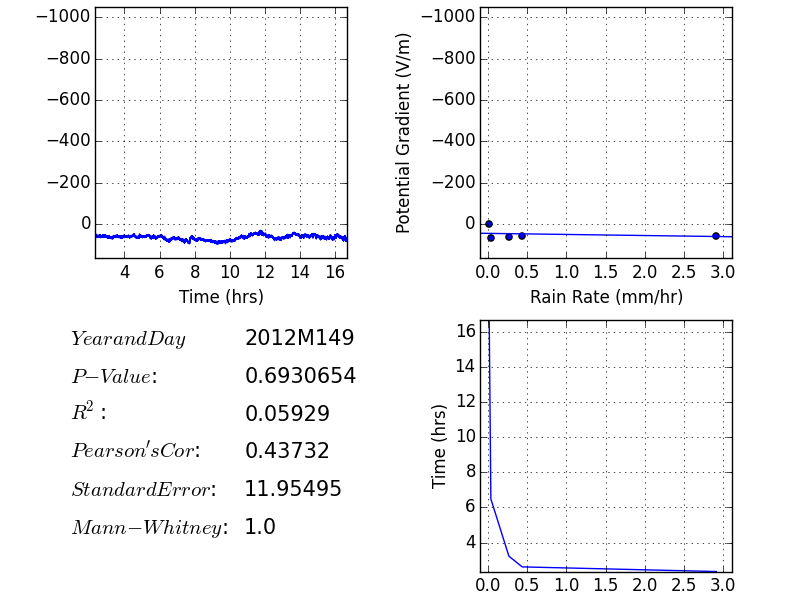 −1000
−800
−600
−400
−200
0
4 6 8 10 12 14 16
Time (hrs)
Potential Gradient (V/m)
−1000
−800
−600
−400
−200
0
0.0 0.5 1.0 1.5 2.0 2.5 3.0
Rain Rate (mm/hr)
YearandDay 2012M149
P−Value: 0.6930654
R²: 0.05929
Pearson'sCor: 0.43732
StandardError: 11.95495
Mann−Whitney: 1.0
Time (hrs)
16
14
12
10
8
6
4
0.0 0.5 1.0 1.5 2.0 2.5 3.0